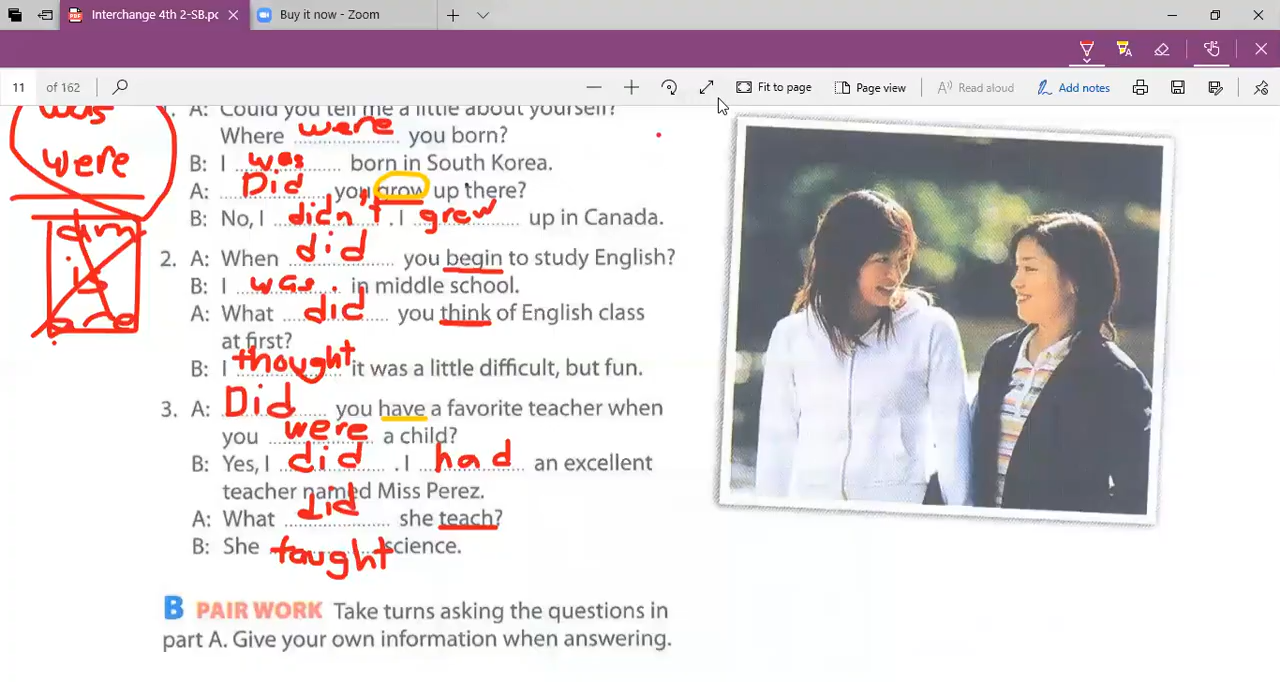 Interchange 4th 2-SB.pd
Buy it now - Zoom
11 of 162
Fit to page
Page view
Read aloud
Add notes
was
were
am
is
are
1. A: Could you tell me a little about yourself?
Where were you born?
B: I was born in South Korea.
A: Did you grow up there?
B: No, I didn't. I grew up in Canada.
2. A: When did you begin to study English?
B: I was. in middle school.
A: What did you think of English class
at first?
B: I thought it was a little difficult, but fun.
3. A: Did you have a favorite teacher when
you were a child?
B: Yes, I did. I had an excellent
teacher named Miss Perez.
A: What did she teach?
B: She taught science.
B PAIR WORK Take turns asking the questions in
part A. Give your own information when answering.